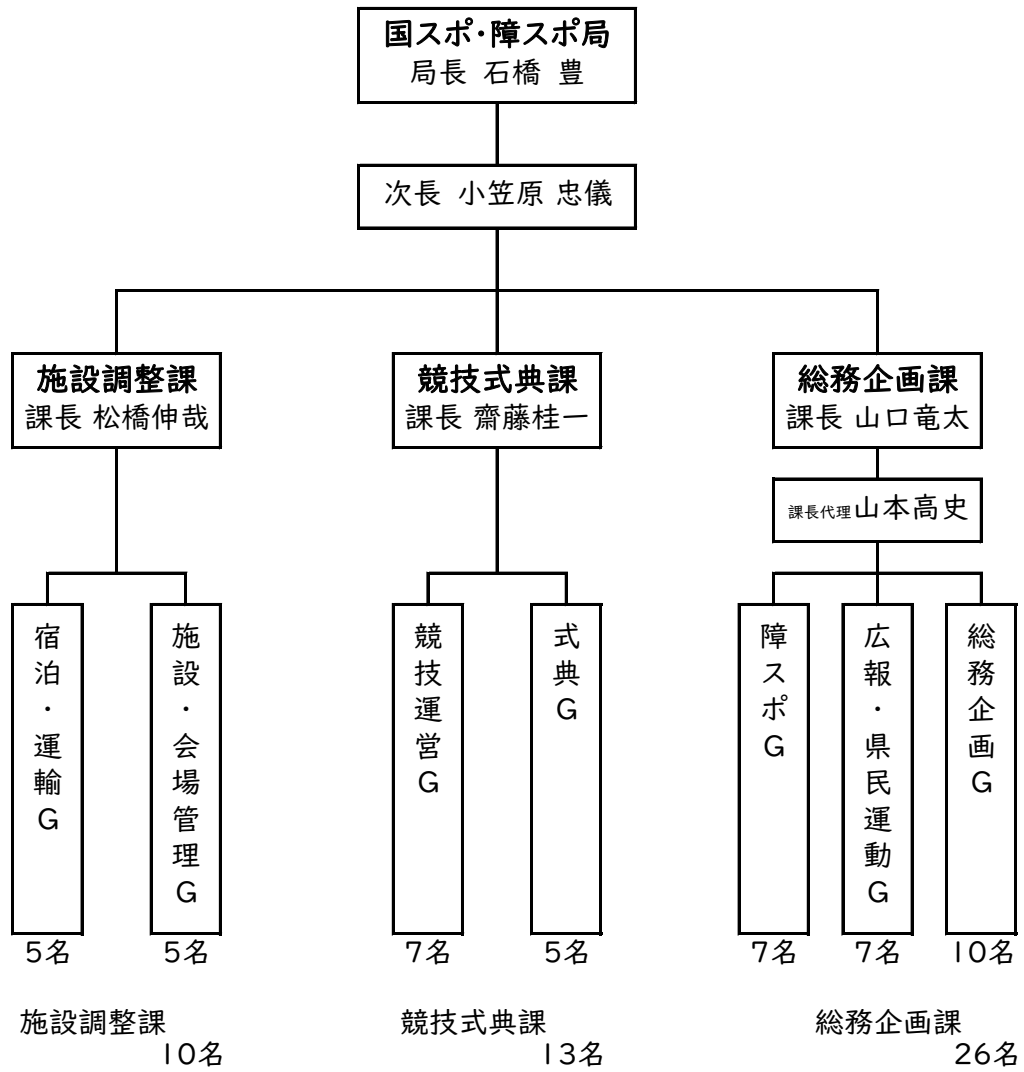 国スポ・障スポ局
局長 石橋 豊
次長 小笠原 忠儀
施設調整課
課長 松橋伸哉
競技式典課
課長 齋藤桂一
総務企画課
課長 山口竜太
課長代理山本高史
宿泊・運輸G
施設・会場管理G
競技運営G
式典G
障スポG
広報・県民運動G
総務企画G
5名
5名
7名
5名
7名
7名
10名
施設調整課
10名
競技式典課
13名
総務企画課
26名